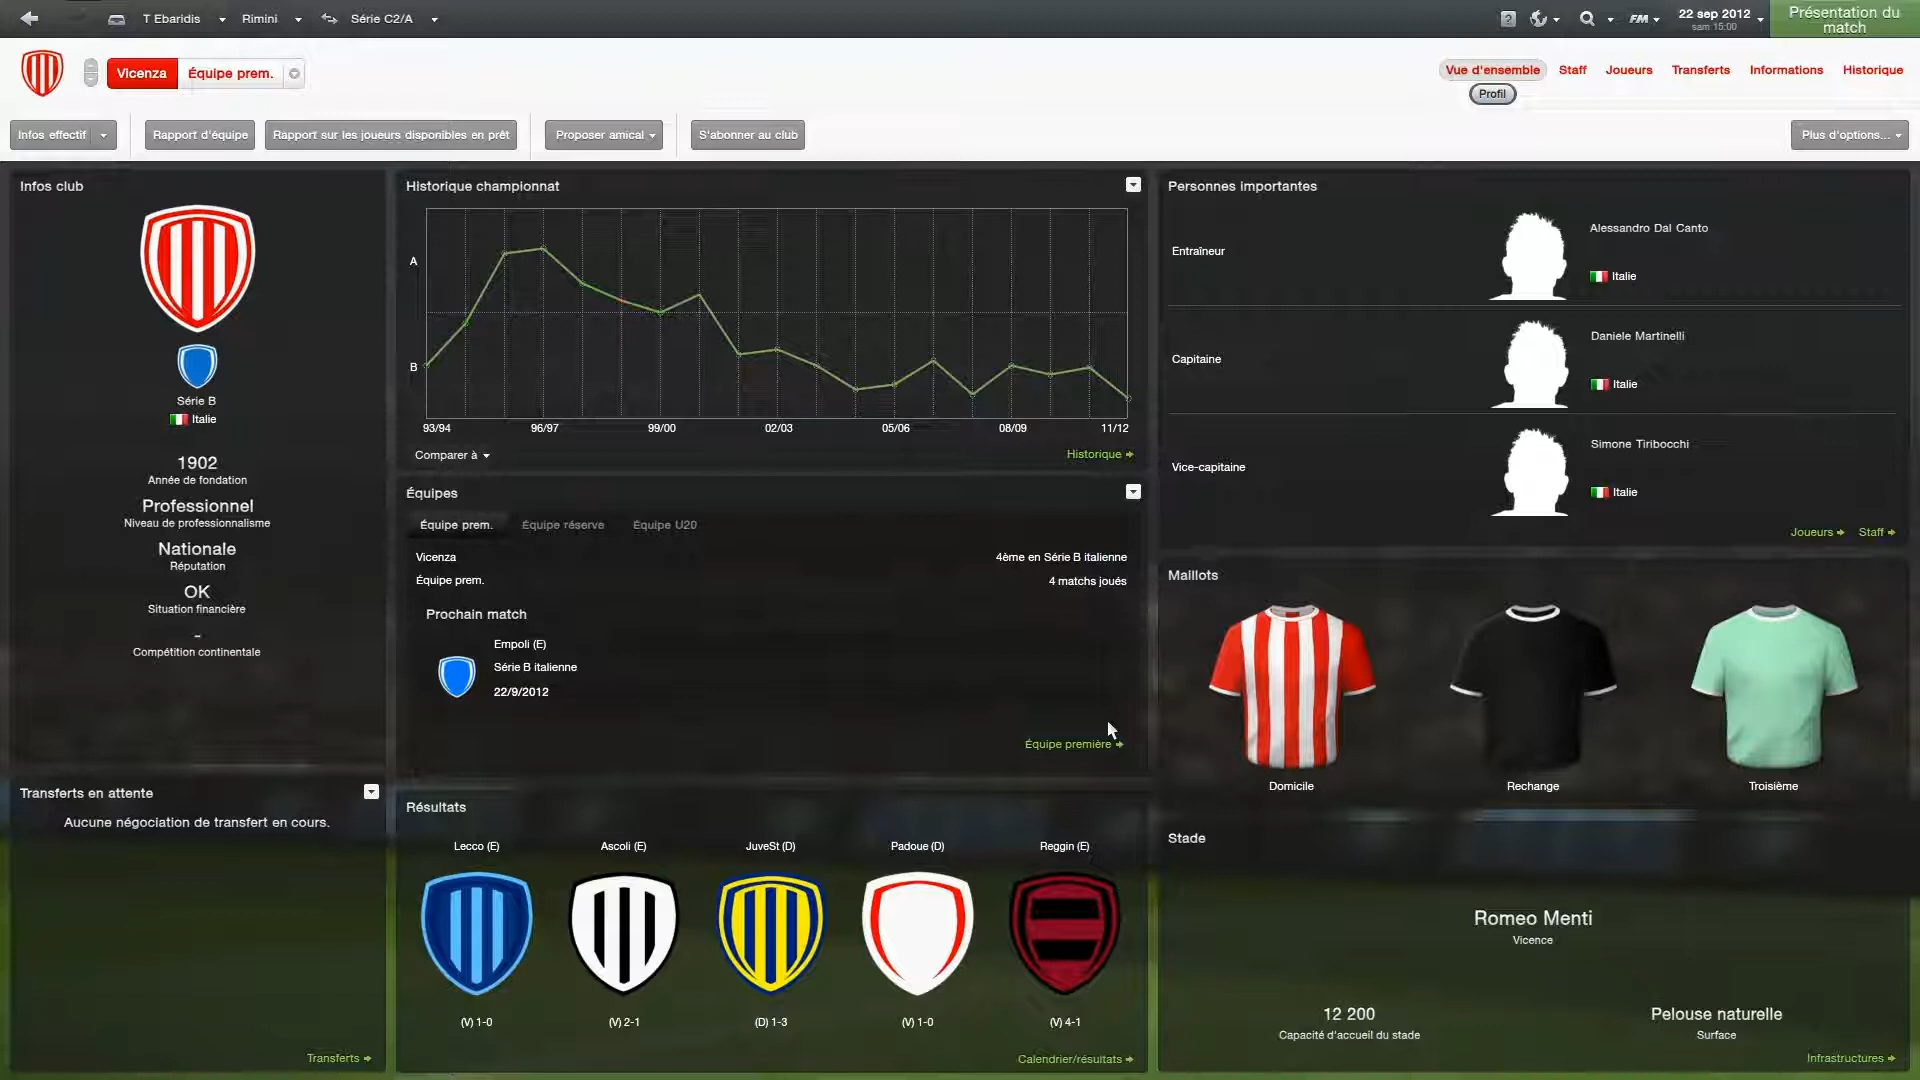 T Ebaridis
Rimini
Série C2/A
?
FM
22 sep 2012
sam 15:00
Présentation du
match
Vicenza
Équipe prem.
Vue d'ensemble
Staff
Joueurs
Transferts
Informations
Historique
Profil
Infos effectif
Rapport d'équipe
Rapport sur les joueurs disponibles en prêt
Proposer amical
S'abonner au club
Plus d'options...
Infos club
Série B
Italie
1902
Année de fondation
Professionnel
Niveau de professionnalisme
Nationale
Réputation
OK
Situation financière
-
Compétition continentale
Transferts en attente
Aucune négociation de transfert en cours.
Transferts
Historique championnat
A
B
93/94 96/97 99/00 02/03 05/06 08/09 11/12
Comparer à
Historique
Équipes
Équipe prem. Équipe réserve Équipe U20
Vicenza 4ème en Série B italienne
Équipe prem. 4 matchs joués
Prochain match
Empoli (E)
Série B italienne
22/9/2012
Équipe première
Résultats
Lecco (E) Ascoli (E) JuveSt (D) Padoue (D) Reggin (E)
(V) 1-0 (V) 2-1 (D) 1-3 (V) 1-0 (V) 4-1
Calendrier/résultats
Personnes importantes
Entraîneur
Alessandro Dal Canto
Italie
Capitaine
Daniele Martinelli
Italie
Vice-capitaine
Simone Tiribocchi
Italie
Joueurs Staff
Maillots
Domicile Rechange Troisième
Stade
Romeo Menti
Vicence
12 200
Capacité d'accueil du stade
Pelouse naturelle
Surface
Infrastructures